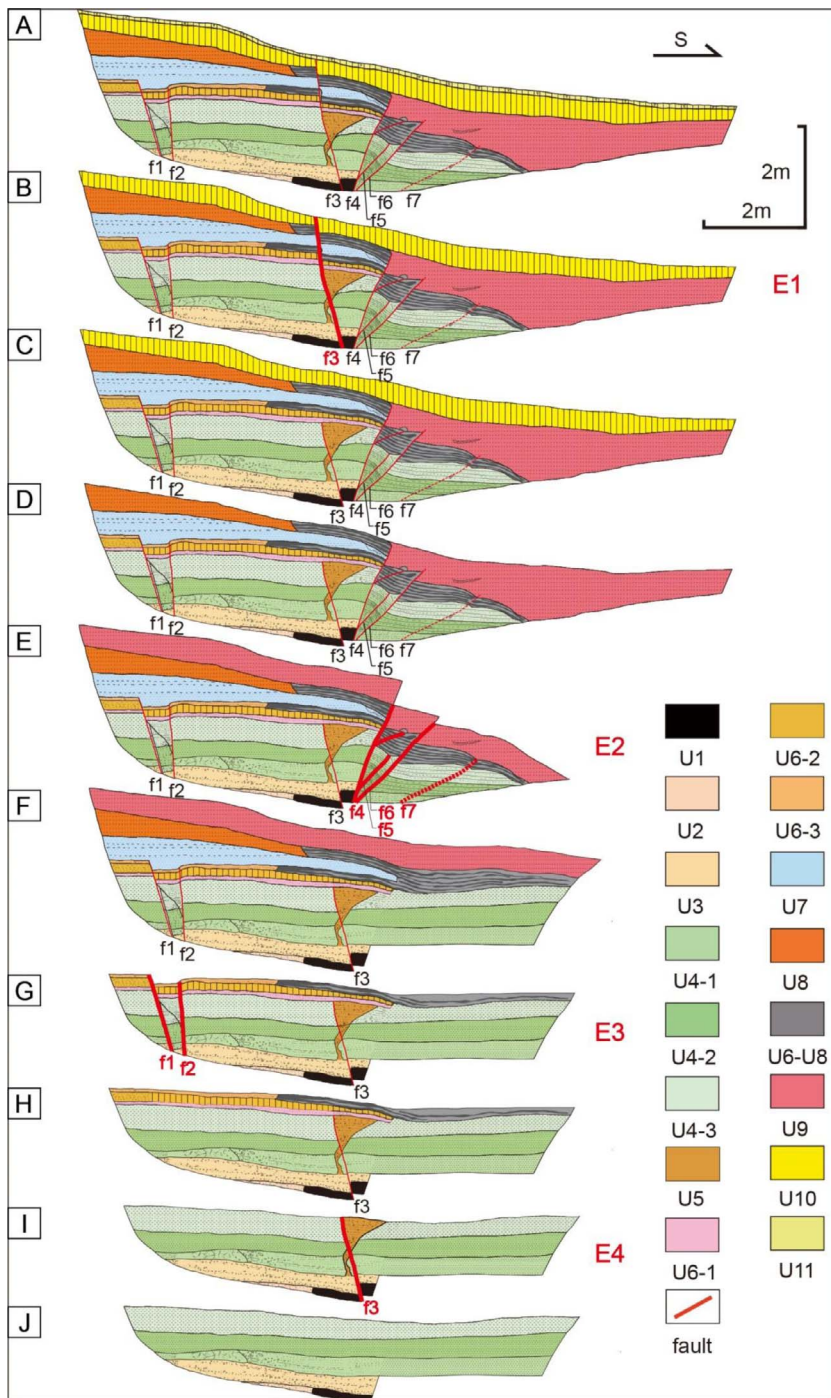 A
S
2m
2m
f1
f2
f3 f4 f6 f7
f5
B
E1
f1
f2
f3 f4 f6 f7
f5
C
f1
f2
f3 f4 f6 f7
f5
D
f1
f2
f3 f4 f6 f7
f5
E
E2
f1
f2
f3 f4 f6 f7
f5
F
f1
f2
f3
G
E3
f1 f2
f3
H
f3
I
E4
f3
J
U1
U6-2
U2
U6-3
U3
U7
U4-1
U8
U4-2
U6-U8
U4-3
U9
U5
U10
U6-1
U11
fault